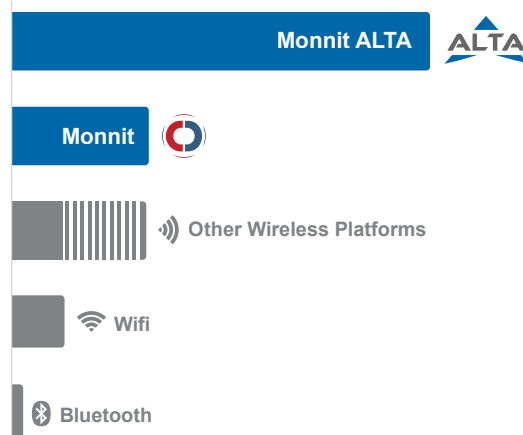 Monnit ALTA
ALTA
Monnit
Other Wireless Platforms
Wifi
Bluetooth